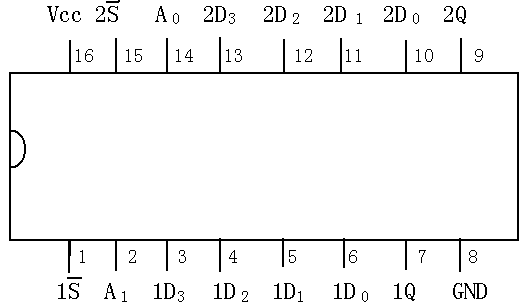 Vcc 2S̅ A₀ 2D₃ 2D₂ 2D₁ 2D₀ 2Q
16 15 14 13 12 11 10 9
1 2 3 4 5 6 7 8
1S̅ A₁ 1D₃ 1D₂ 1D₁ 1D₀ 1Q GND